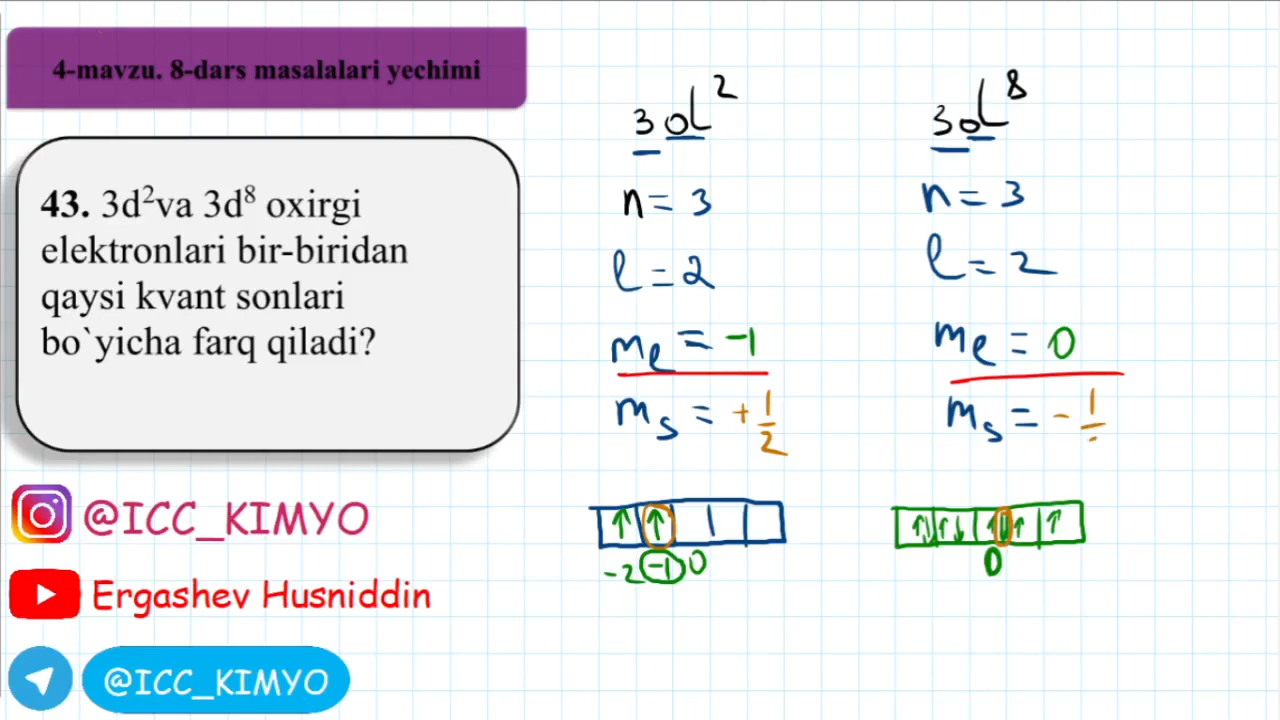 4-mavzu. 8-dars masalalari yechimi
43. 3d²va 3d⁸ oxirgi
elektronlari bir-biridan
qaysi kvant sonlari
bo`yicha farq qiladi?
@ICC_KIMYO
Ergashev Husniddin
@ICC_KIMYO
3d²
n = 3
l = 2
mₗ = -1
mₛ = +1/2
↑ ↑
-2 -1 0
3d⁸
n = 3
l = 2
mₗ = 0
mₛ = -1/
↑↓ ↑↓ ↑↓ ↑ ↑
0